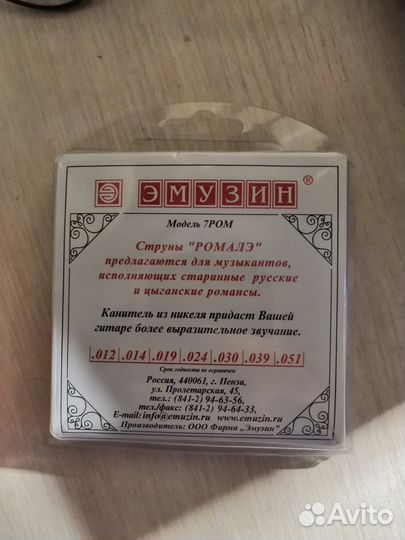 Э ЭМУЗИН®
Модель 7РОМ
Струны "РОМАЛЭ"
предлагаются для музыкантов,
исполняющих старинные русские
и цыганские романсы.
Канитель из никеля придаст Вашей
гитаре более выразительное звучание.
.012 .014 .019 .024 .030 .039 .051
Срок годности не ограничен
Россия, 440061, г. Пенза,
ул. Пролетарская, 45,
тел.: (841-2) 94-63-56,
тел./факс: (841-2) 94-64-33,
E-mail: info@emuzin.ru www.emuzin.ru
Производитель: ООО Фирма „Эмузин"
Avito